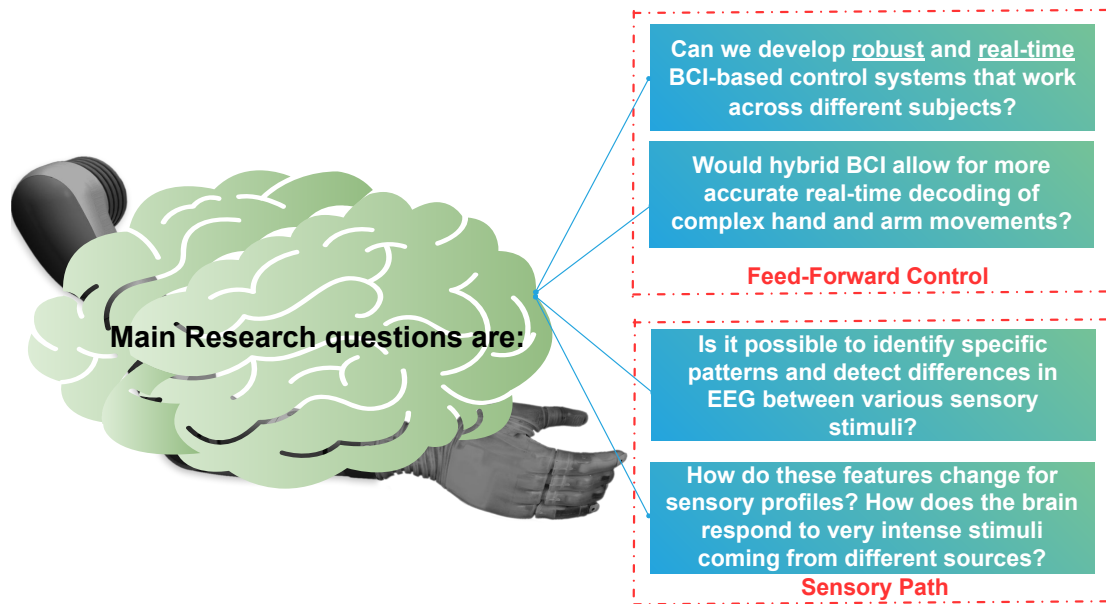 Can we develop robust and real-time
BCI-based control systems that work
across different subjects?
Would hybrid BCI allow for more
accurate real-time decoding of
complex hand and arm movements?
Feed-Forward Control
Main Research questions are:
Is it possible to identify specific
patterns and detect differences in
EEG between various sensory
stimuli?
How do these features change for
sensory profiles? How does the brain
respond to very intense stimuli
coming from different sources?
Sensory Path